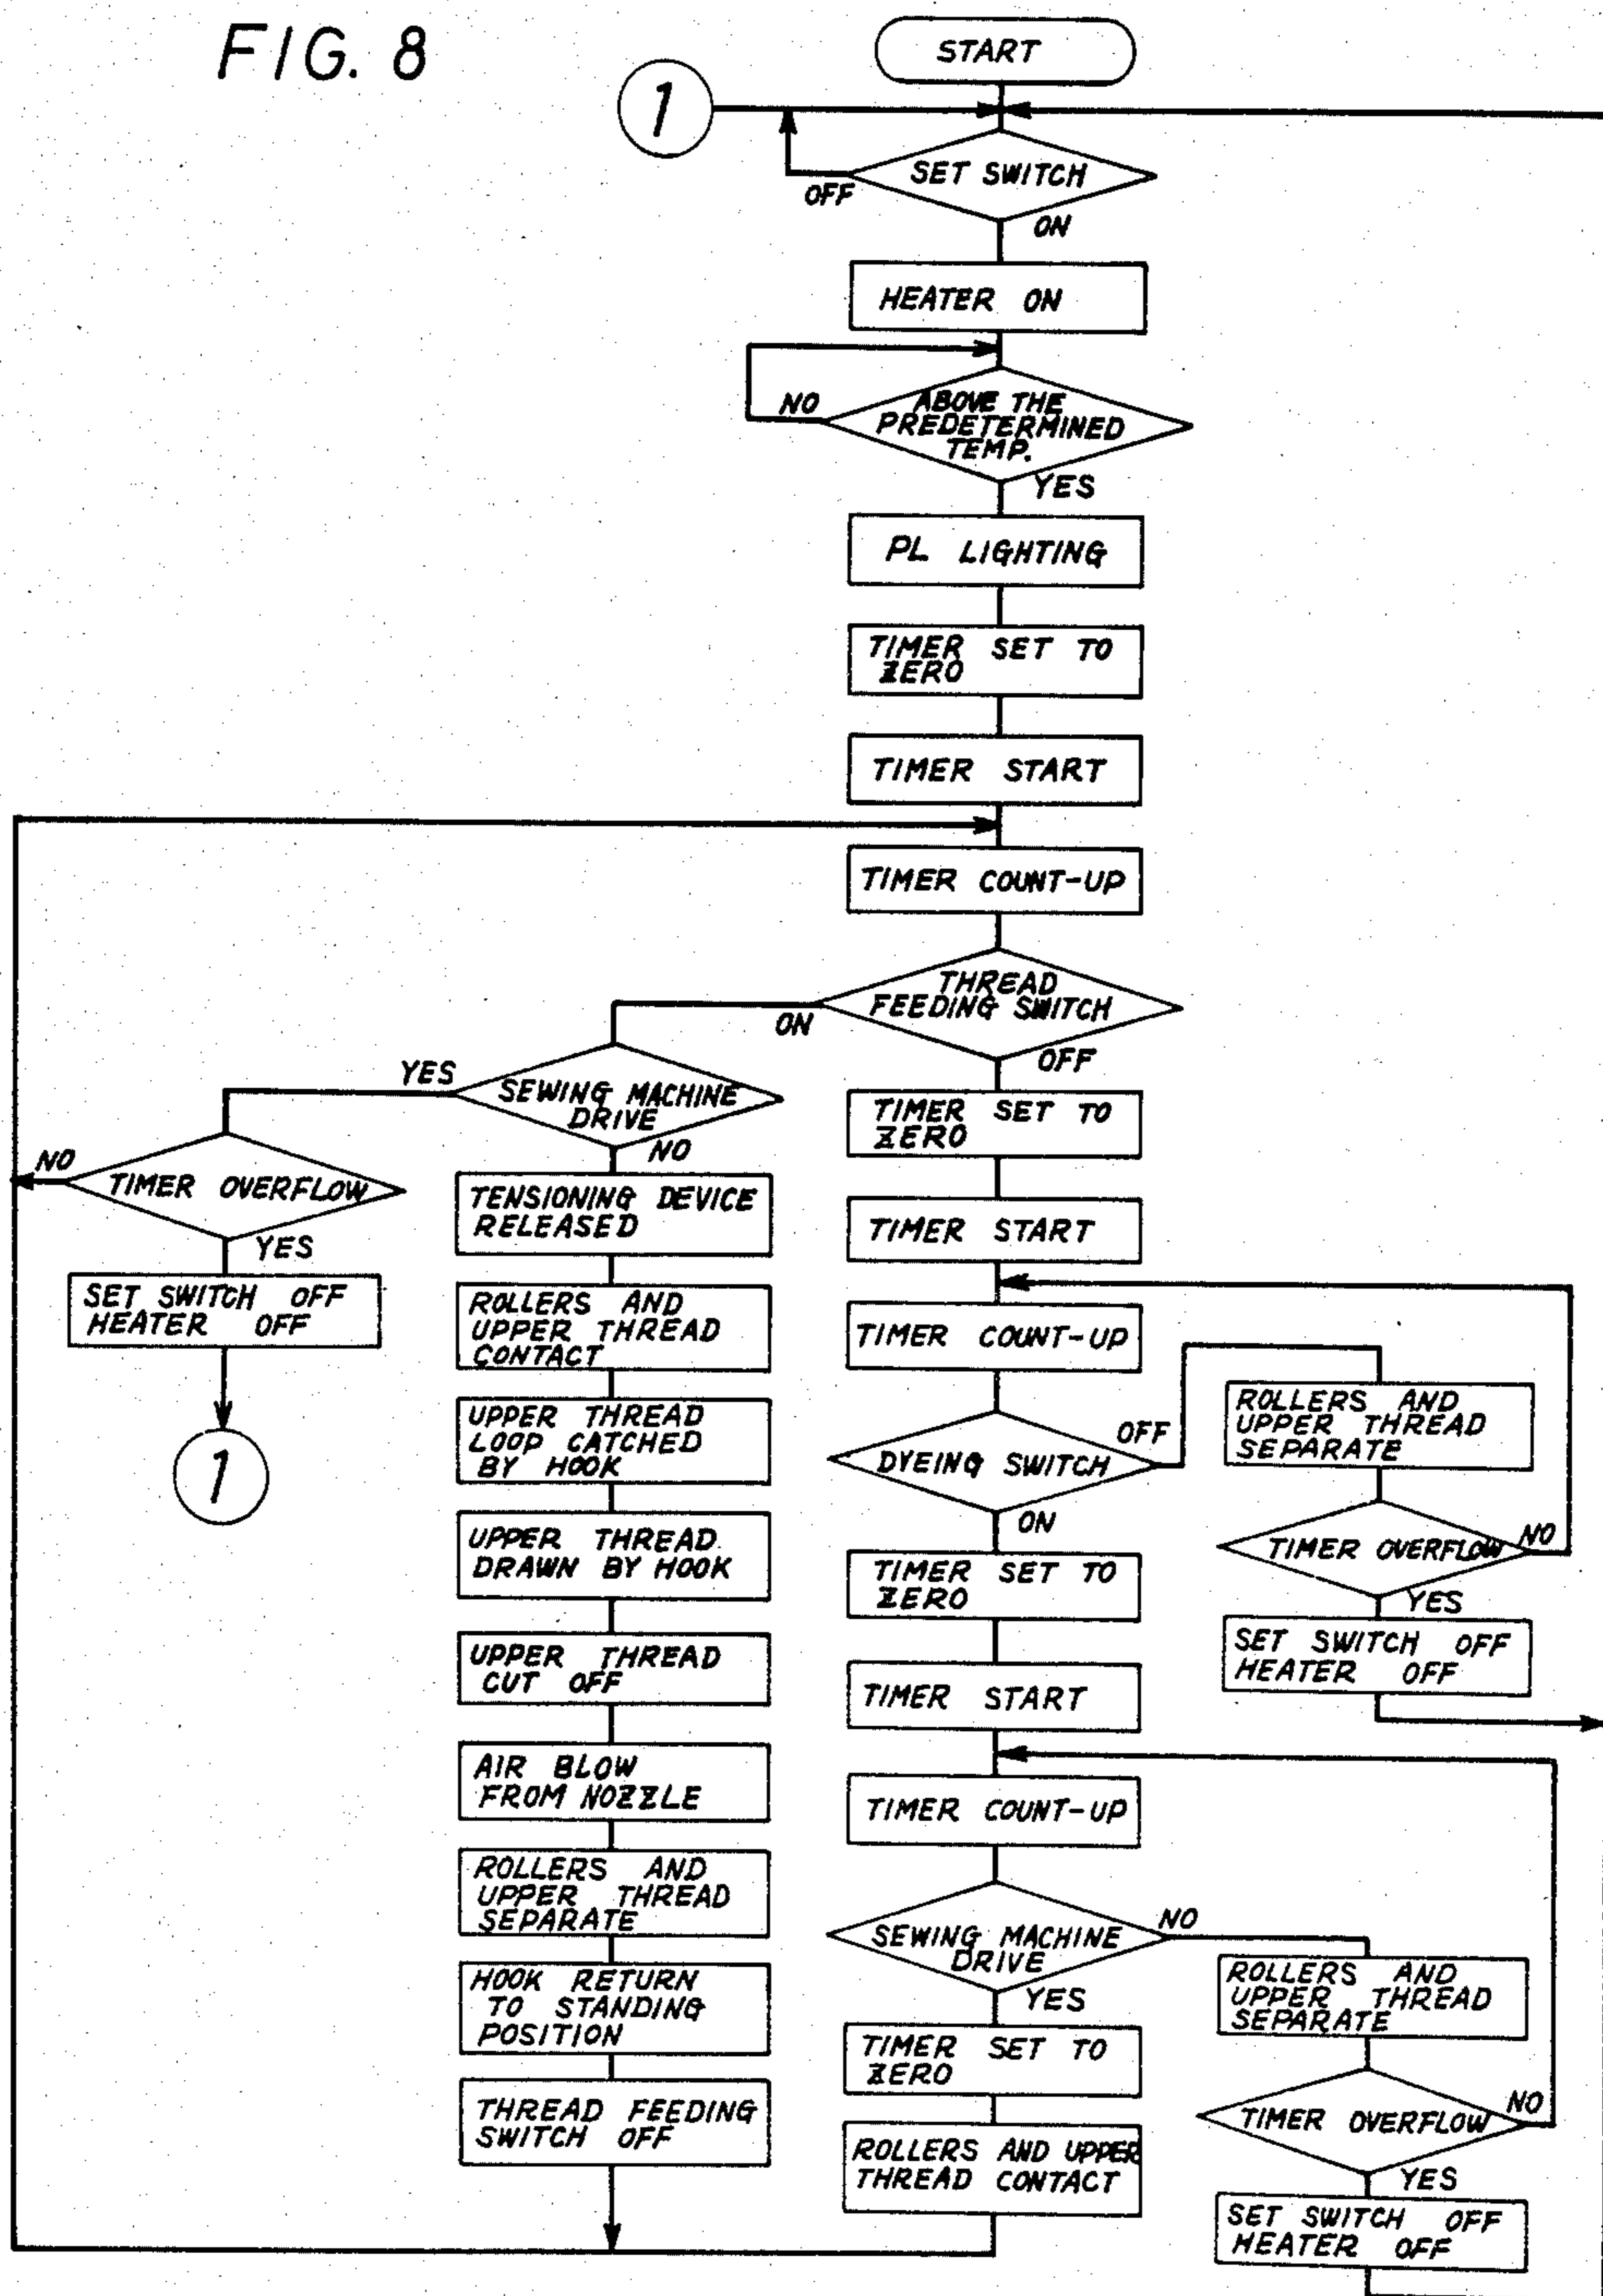 FIG. 8
START
1
SET SWITCH
OFF
ON
HEATER ON
NO
ABOVE THE
PREDETERMINED
TEMP.
YES
PL LIGHTING
TIMER SET TO
ZERO
TIMER START
TIMER COUNT-UP
THREAD
FEEDING SWITCH
ON
OFF
YES
SEWING MACHINE
DRIVE
NO
NO
TIMER OVERFLOW
YES
SET SWITCH OFF
HEATER OFF
1
TENSIONING DEVICE
RELEASED
ROLLERS AND
UPPER THREAD
CONTACT
UPPER THREAD
LOOP CATCHED
BY HOOK
UPPER THREAD
DRAWN BY HOOK
UPPER THREAD
CUT OFF
AIR BLOW
FROM NOZZLE
ROLLERS AND
UPPER THREAD
SEPARATE
HOOK RETURN
TO STANDING
POSITION
THREAD FEEDING
SWITCH OFF
TIMER SET TO
ZERO
TIMER START
TIMER COUNT-UP
DYEING SWITCH
OFF
ON
ROLLERS AND
UPPER THREAD
SEPARATE
TIMER OVERFLOW
NO
YES
SET SWITCH OFF
HEATER OFF
TIMER SET TO
ZERO
TIMER START
TIMER COUNT-UP
SEWING MACHINE
DRIVE
NO
YES
ROLLERS AND
UPPER THREAD
SEPARATE
TIMER OVERFLOW
NO
YES
SET SWITCH OFF
HEATER OFF
TIMER SET TO
ZERO
ROLLERS AND UPPER
THREAD CONTACT